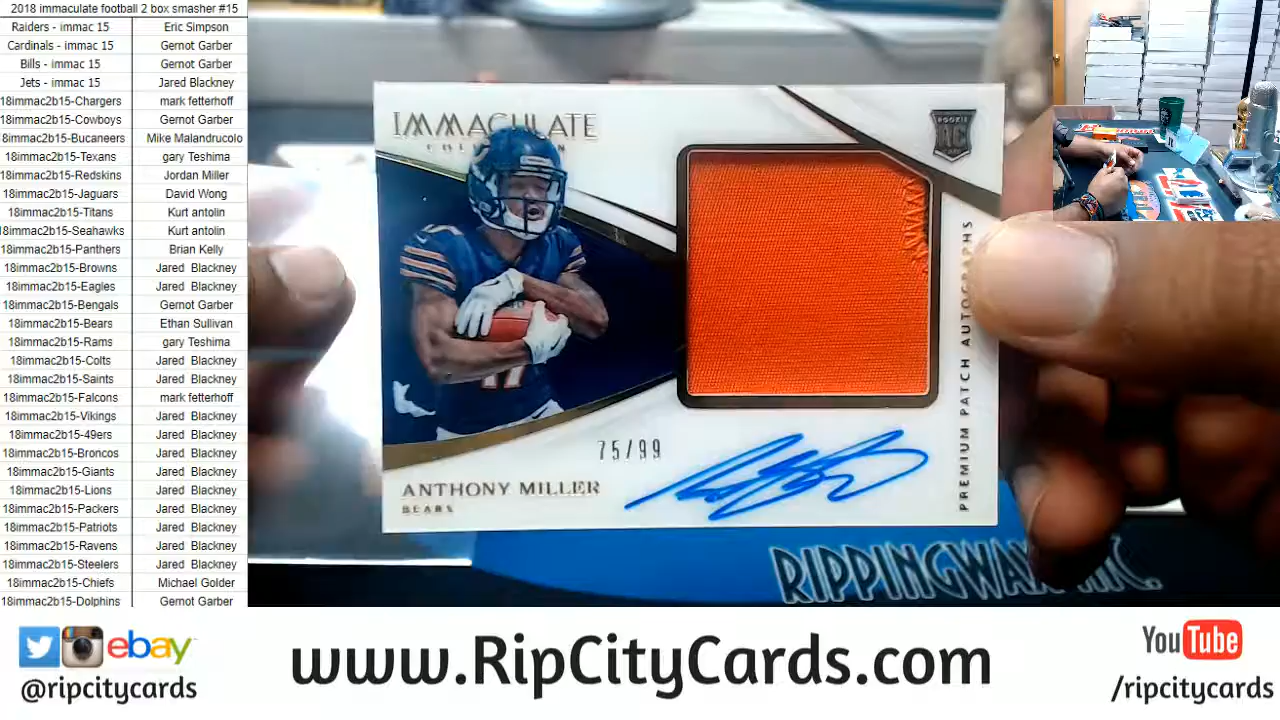 2018 immaculate football 2 box smasher #15
Raiders - immac 15 Eric Simpson
Cardinals - immac 15 Gernot Garber
Bills - immac 15 Gernot Garber
Jets - immac 15 Jared Blackney
18immac2b15-Chargers mark fetterhoff
18immac2b15-Cowboys Gernot Garber
8immac2b15-Bucaneers Mike Malandrucolo
18immac2b15-Texans gary Teshima
18immac2b15-Redskins Jordan Miller
18immac2b15-Jaguars David Wong
18immac2b15-Titans Kurt antolin
18immac2b15-Seahawks Kurt antolin
18immac2b15-Panthers Brian Kelly
18immac2b15-Browns Jared Blackney
18immac2b15-Eagles Jared Blackney
18immac2b15-Bengals Gernot Garber
18immac2b15-Bears Ethan Sullivan
18immac2b15-Rams gary Teshima
18immac2b15-Colts Jared Blackney
18immac2b15-Saints Jared Blackney
18immac2b15-Falcons mark fetterhoff
18immac2b15-Vikings Jared Blackney
18immac2b15-49ers Jared Blackney
18immac2b15-Broncos Jared Blackney
18immac2b15-Giants Jared Blackney
18immac2b15-Lions Jared Blackney
18immac2b15-Packers Jared Blackney
18immac2b15-Patriots Jared Blackney
18immac2b15-Ravens Jared Blackney
18immac2b15-Steelers Jared Blackney
18immac2b15-Chiefs Michael Golder
18immac2b15-Dolphins Gernot Garber
IMMACULATE
ROOKIE
RC
17
75/99
ANTHONY MILLER
BEARS
PREMIUM PATCH AUTOGRAPHS
ebay
@ripcitycards
www.RipCityCards.com
YouTube
/ripcitycards